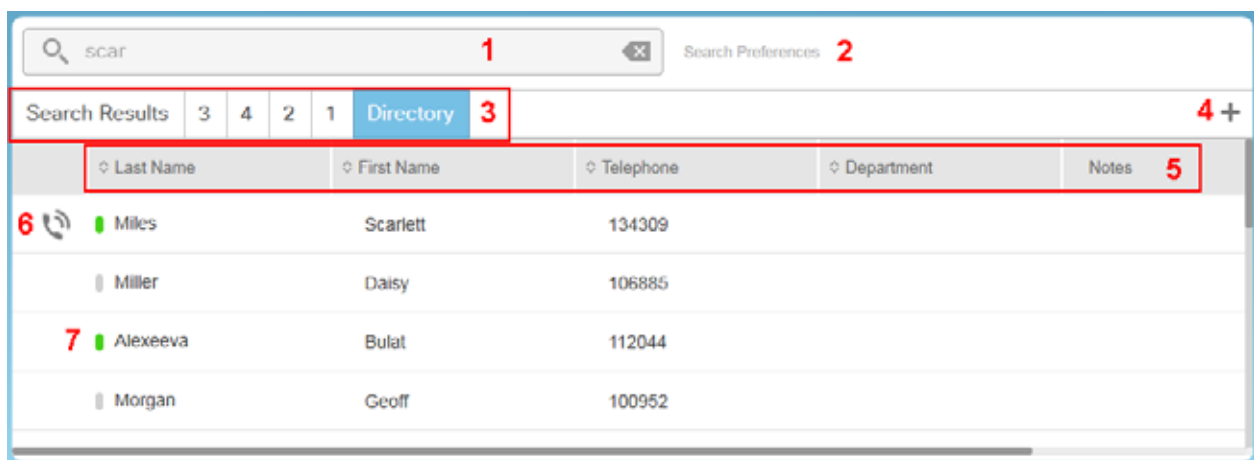 scar 1 Search Preferences 2
Search Results 3 4 2 1 Directory 3 4 +
Last Name First Name Telephone Department Notes 5
6 Miles Scarlett 134309
Miller Daisy 106885
7 Alexeeva Bulat 112044
Morgan Geoff 100952